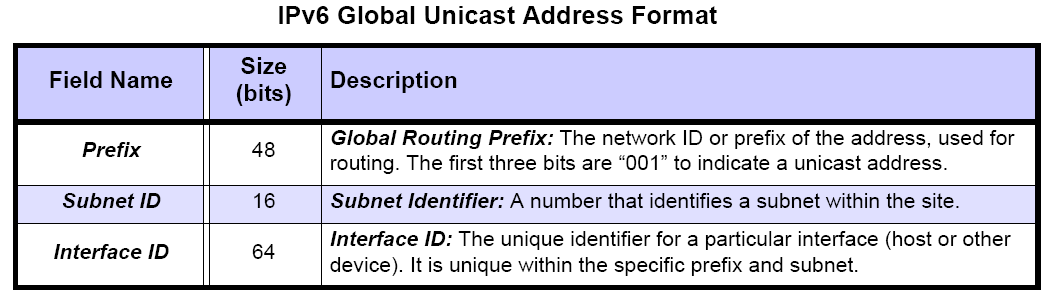 IPv6 Global Unicast Address Format
Field Name
Size
(bits)
Description
Prefix
48
Global Routing Prefix: The network ID or prefix of the address, used for
routing. The first three bits are “001” to indicate a unicast address.
Subnet ID
16
Subnet Identifier: A number that identifies a subnet within the site.
Interface ID
64
Interface ID: The unique identifier for a particular interface (host or other
device). It is unique within the specific prefix and subnet.